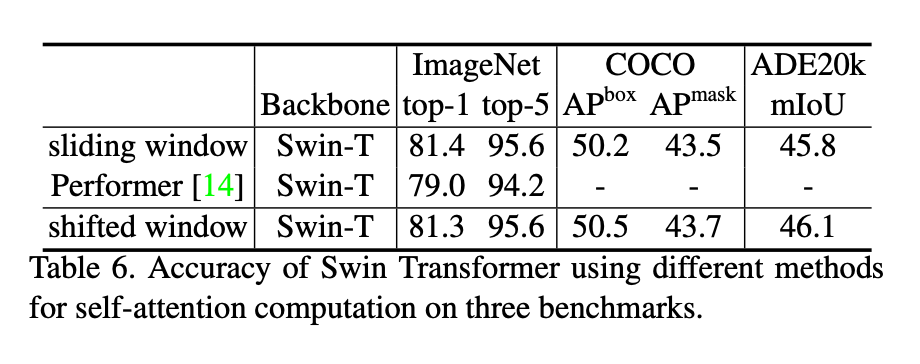 ImageNet COCO ADE20k
Backbone top-1 top-5 AP^box AP^mask mIoU
sliding window Swin-T 81.4 95.6 50.2 43.5 45.8
Performer [14] Swin-T 79.0 94.2 - - -
shifted window Swin-T 81.3 95.6 50.5 43.7 46.1
Table 6. Accuracy of Swin Transformer using different methods
for self-attention computation on three benchmarks.